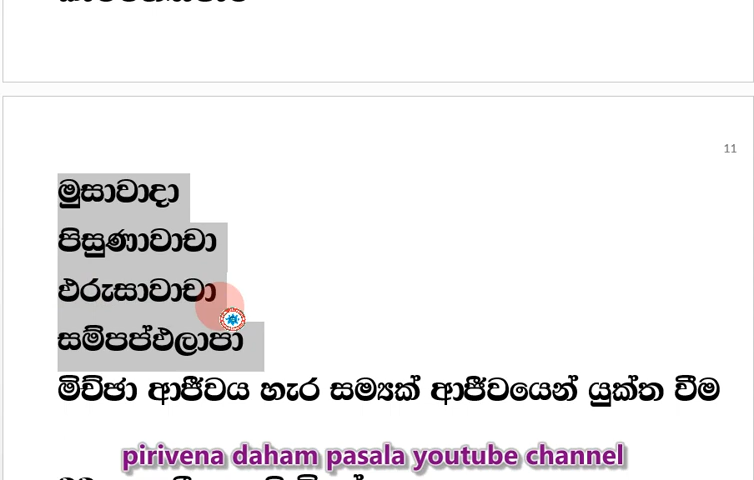 11
මුසාවාදා
පිසුණාවාචා
ඵරුසාවාචා
සම්පප්ඵලාපා
මිච්ඡා ආජීවය හැර සම්‍යක් ආජීවයෙන් යුක්ත වීම
pirivena daham pasala youtube channel